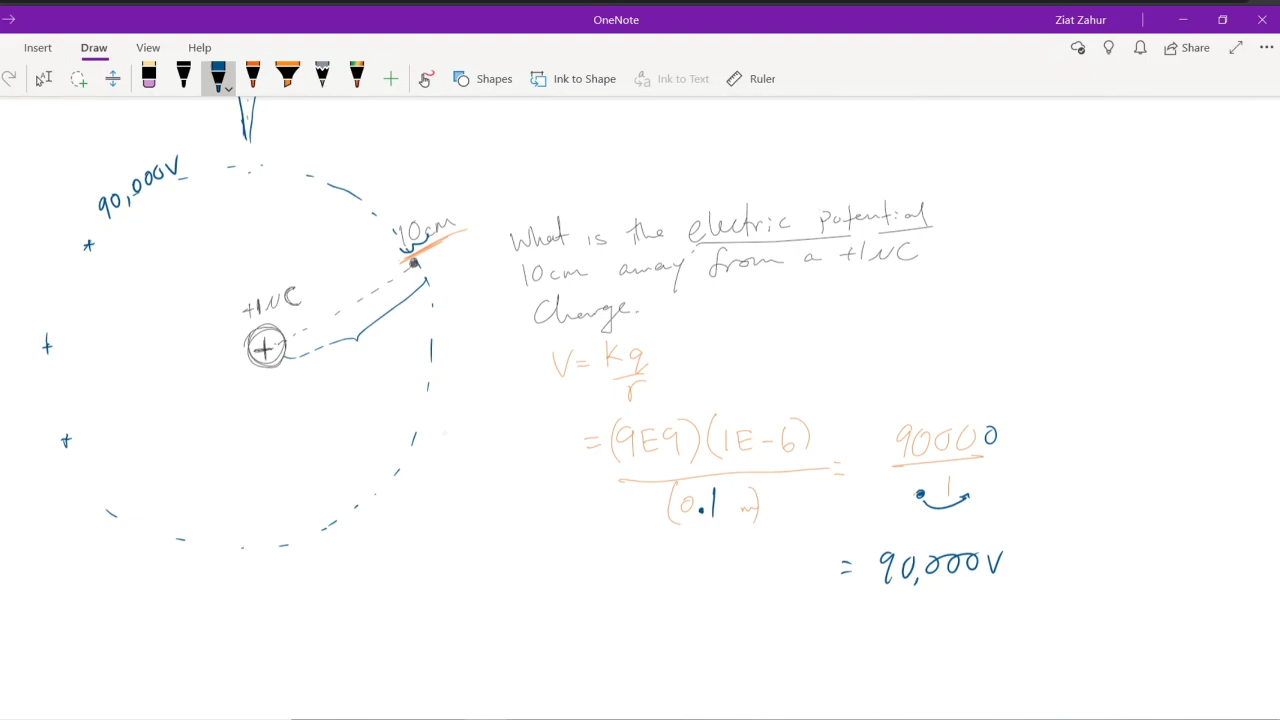 OneNote
Ziat Zahur
Insert
Draw
View
Help
Share
Shapes
Ink to Shape
Ink to Text
Ruler
90,000V
10cm
+1μC
+
What is the electric potential
10cm away from a +1μC
Charge.
V = kq
r
= (9E9)(1E-6)
(0.1 m)
= 90000
.1
= 90,000V